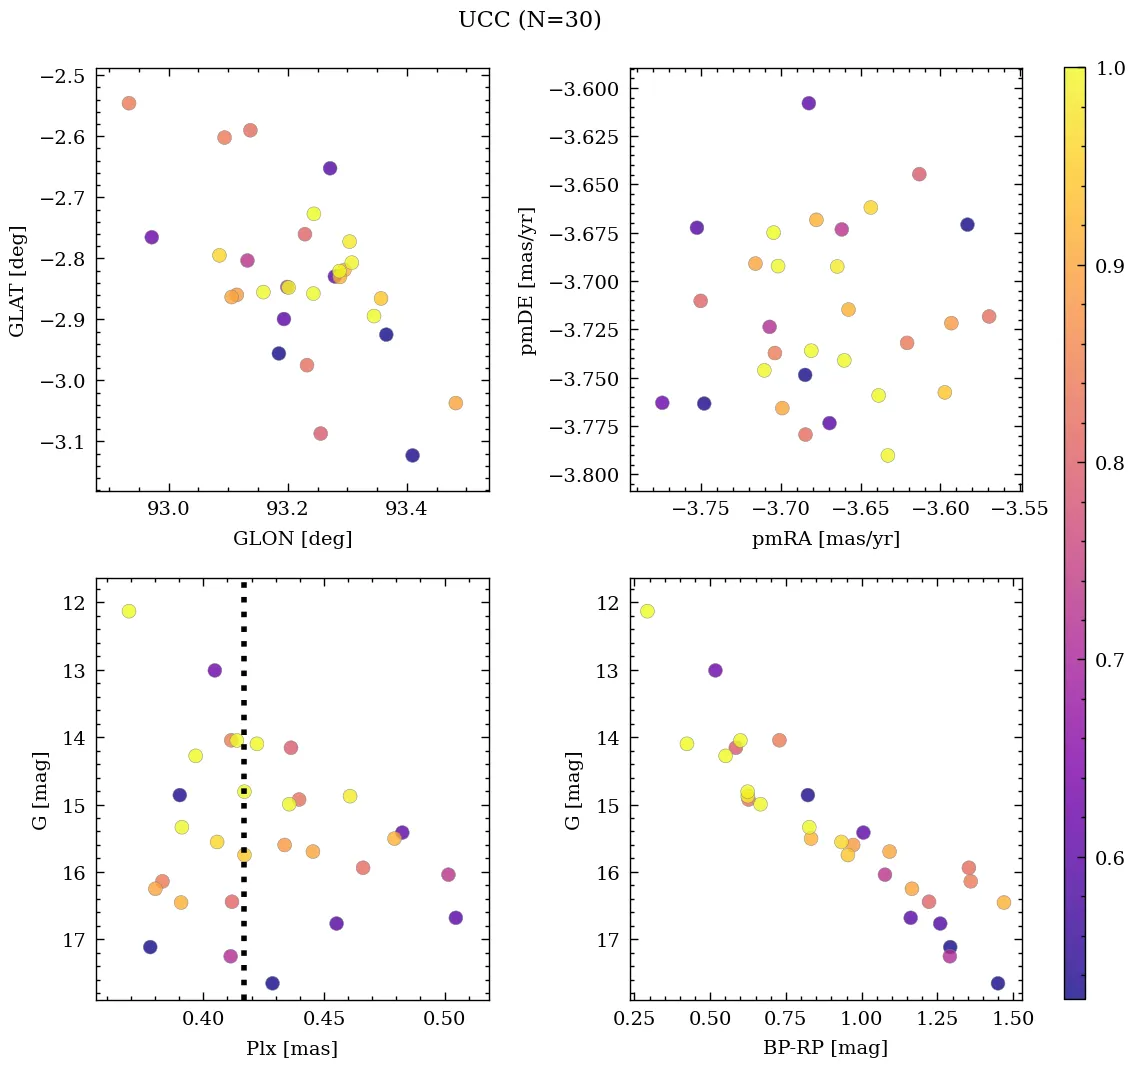 UCC (N=30)
−2.5
−2.6
−2.7
−2.8
−2.9
−3.0
−3.1
GLAT [deg]
93.0 93.2 93.4
GLON [deg]
−3.600
−3.625
−3.650
−3.675
−3.700
−3.725
−3.750
−3.775
−3.800
pmDE [mas/yr]
−3.75 −3.70 −3.65 −3.60 −3.55
pmRA [mas/yr]
12
13
14
15
16
17
G [mag]
0.40 0.45 0.50
Plx [mas]
12
13
14
15
16
17
G [mag]
0.25 0.50 0.75 1.00 1.25 1.50
BP-RP [mag]
1.0
0.9
0.8
0.7
0.6